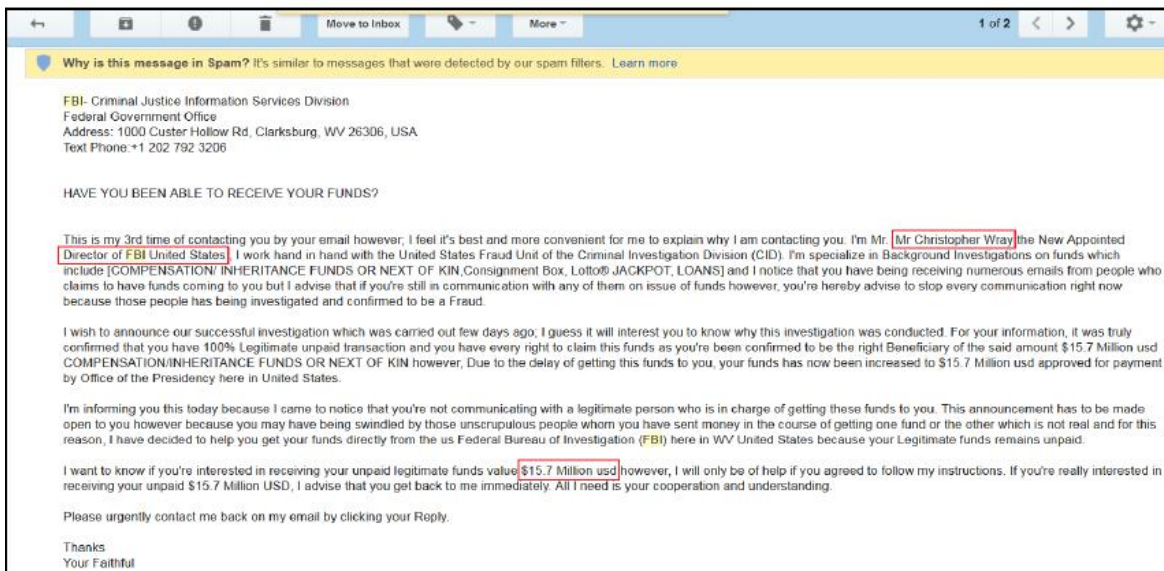 Move to Inbox
More
1 of 2
Why is this message in Spam? It's similar to messages that were detected by our spam filters. Learn more
FBI- Criminal Justice Information Services Division
Federal Government Office
Address: 1000 Custer Hollow Rd, Clarksburg, WV 26306, USA
Text Phone:+1 202 792 3206
HAVE YOU BEEN ABLE TO RECEIVE YOUR FUNDS?
This is my 3rd time of contacting you by your email however; I feel it's best and more convenient for me to explain why I am contacting you. I'm Mr. Mr Christopher Wray the New Appointed
Director of FBI United States, I work hand in hand with the United States Fraud Unit of the Criminal Investigation Division (CID). I'm specialize in Background Investigations on funds which
include [COMPENSATION/ INHERITANCE FUNDS OR NEXT OF KIN,Consignment Box, Lotto® JACKPOT, LOANS] and I notice that you have being receiving numerous emails from people who
claims to have funds coming to you but I advise that if you're still in communication with any of them on issue of funds however, you're hereby advise to stop every communication right now
because those people has being investigated and confirmed to be a Fraud.
I wish to announce our successful investigation which was carried out few days ago; I guess it will interest you to know why this investigation was conducted. For your information, it was truly
confirmed that you have 100% Legitimate unpaid transaction and you have every right to claim this funds as you're been confirmed to be the right Beneficiary of the said amount $15.7 Million usd
COMPENSATION/INHERITANCE FUNDS OR NEXT OF KIN however, Due to the delay of getting this funds to you, your funds has now been increased to $15.7 Million usd approved for payment
by Office of the Presidency here in United States.
I'm informing you this today because I came to notice that you're not communicating with a legitimate person who is in charge of getting these funds to you. This announcement has to be made
open to you however because you may have being swindled by those unscrupulous people whom you have sent money in the course of getting one fund or the other which is not real and for this
reason, I have decided to help you get your funds directly from the us Federal Bureau of Investigation (FBI) here in WV United States because your Legitimate funds remains unpaid.
I want to know if you're interested in receiving your unpaid legitimate funds value $15.7 Million usd however, I will only be of help if you agreed to follow my instructions. If you're really interested in
receiving your unpaid $15.7 Million USD, I advise that you get back to me immediately. All I need is your cooperation and understanding.
Please urgently contact me back on my email by clicking your Reply.
Thanks
Your Faithful